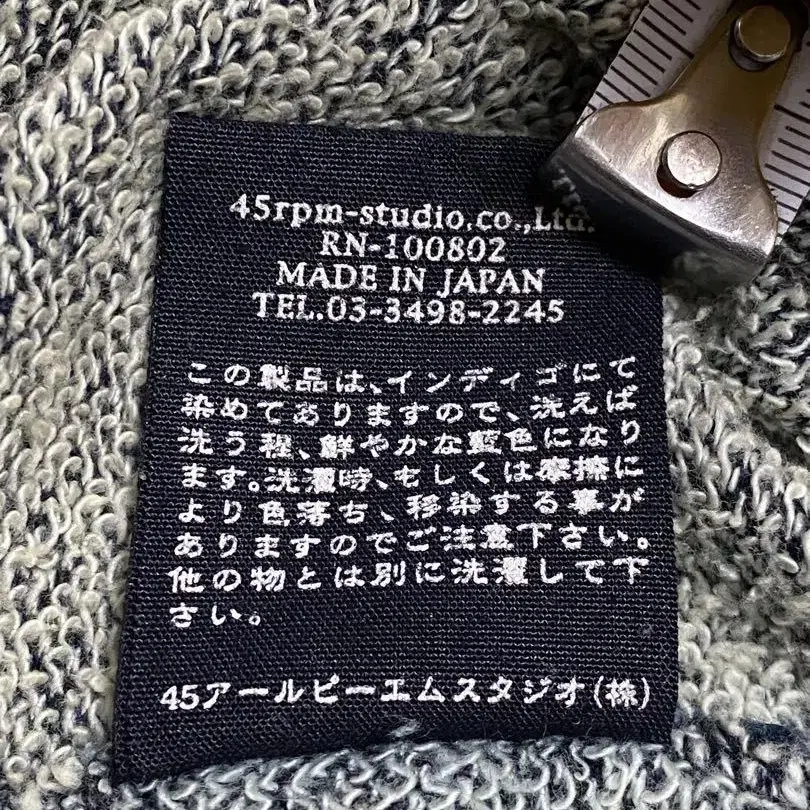 45rpm-studio.co.,Ltd.
RN-100802
MADE IN JAPAN
TEL.03-3498-2245
この製品は、インディゴにて
染めてありますので、洗えば
洗う程、鮮やかな藍色になり
ます。洗濯時、もしくは摩擦に
より色落ち、移染する事が
ありますのでご注意下さい。
他の物とは別に洗濯して下
さい。
45アールピーエムスタジオ(株)